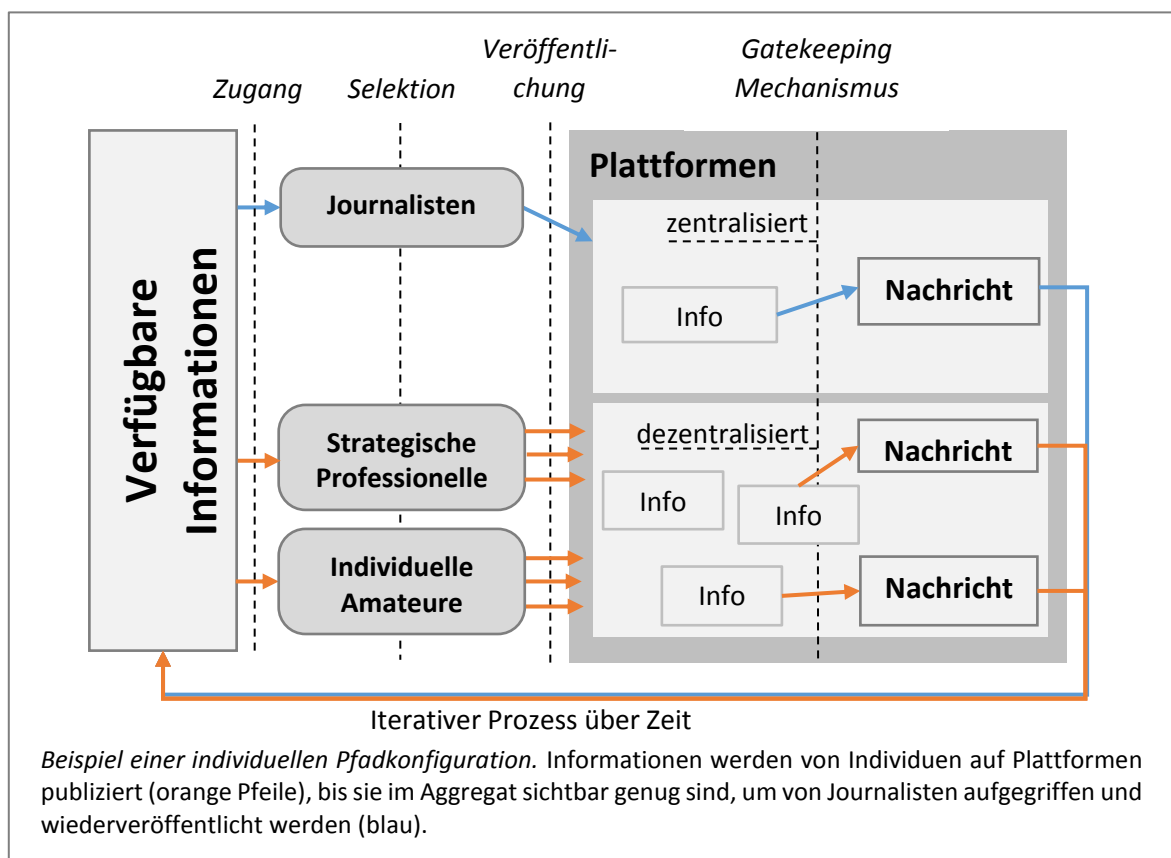 Veröffentli-
chung
Gatekeeping
Mechanismus
Zugang
Selektion
Verfügbare
Informationen
Journalisten
Strategische
Professionelle
Individuelle
Amateure
Plattformen
zentralisiert
Info
Nachricht
dezentralisiert
Nachricht
Info
Info
Info
Nachricht
Iterativer Prozess über Zeit
Beispiel einer individuellen Pfadkonfiguration. Informationen werden von Individuen auf Plattformen
publiziert (orange Pfeile), bis sie im Aggregat sichtbar genug sind, um von Journalisten aufgegriffen und
wiederveröffentlicht werden (blau).